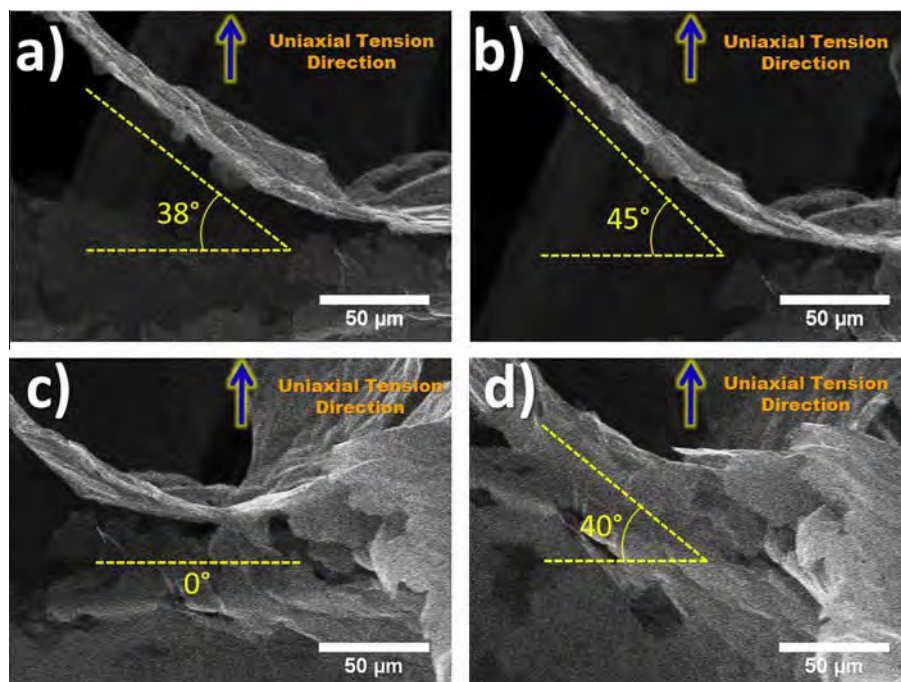 a)
Uniaxial Tension
Direction
38°
50 µm
b)
Uniaxial Tension
Direction
45°
50 µm
c)
Uniaxial Tension
Direction
0°
50 µm
d)
Uniaxial Tension
Direction
40°
50 µm